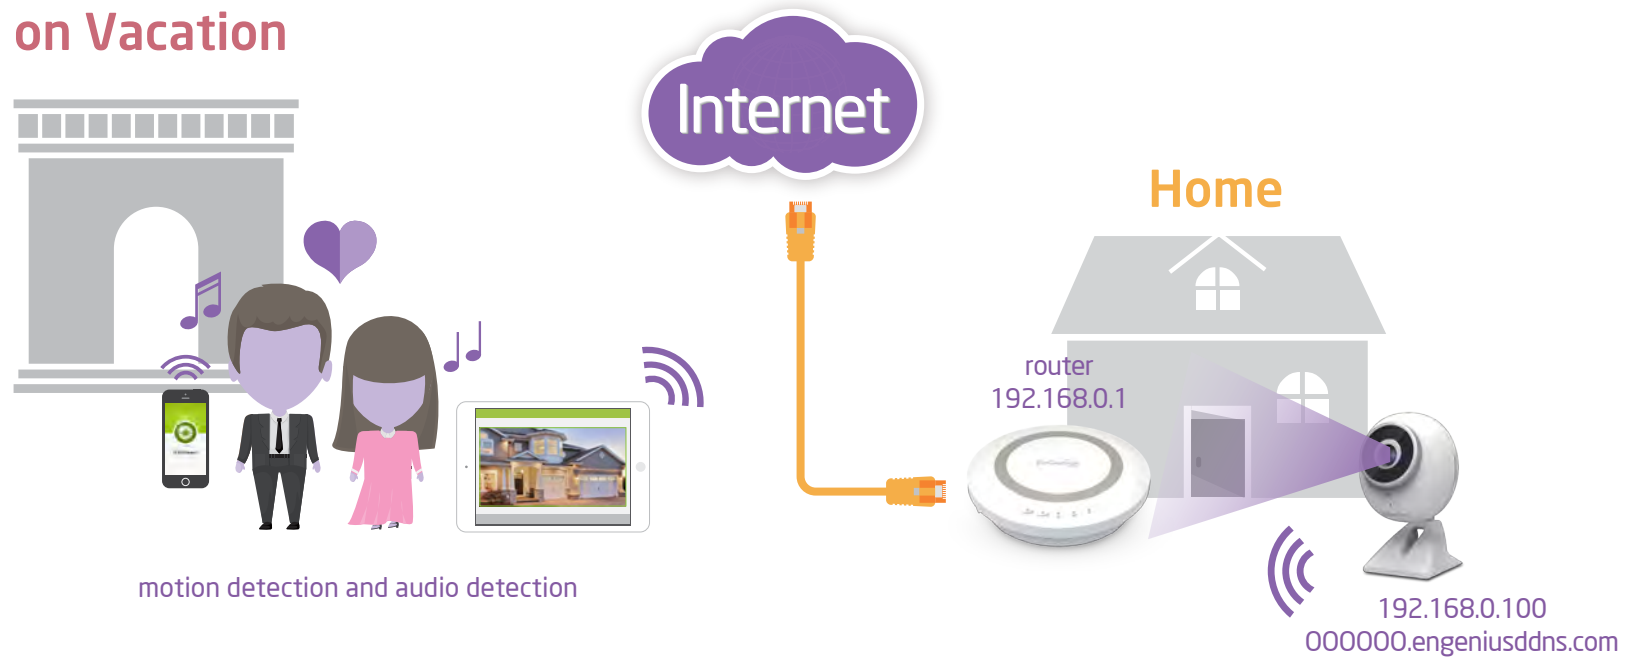 on Vacation
Internet
Home
router
192.168.0.1
motion detection and audio detection
192.168.0.100
000000.engeniusddns.com